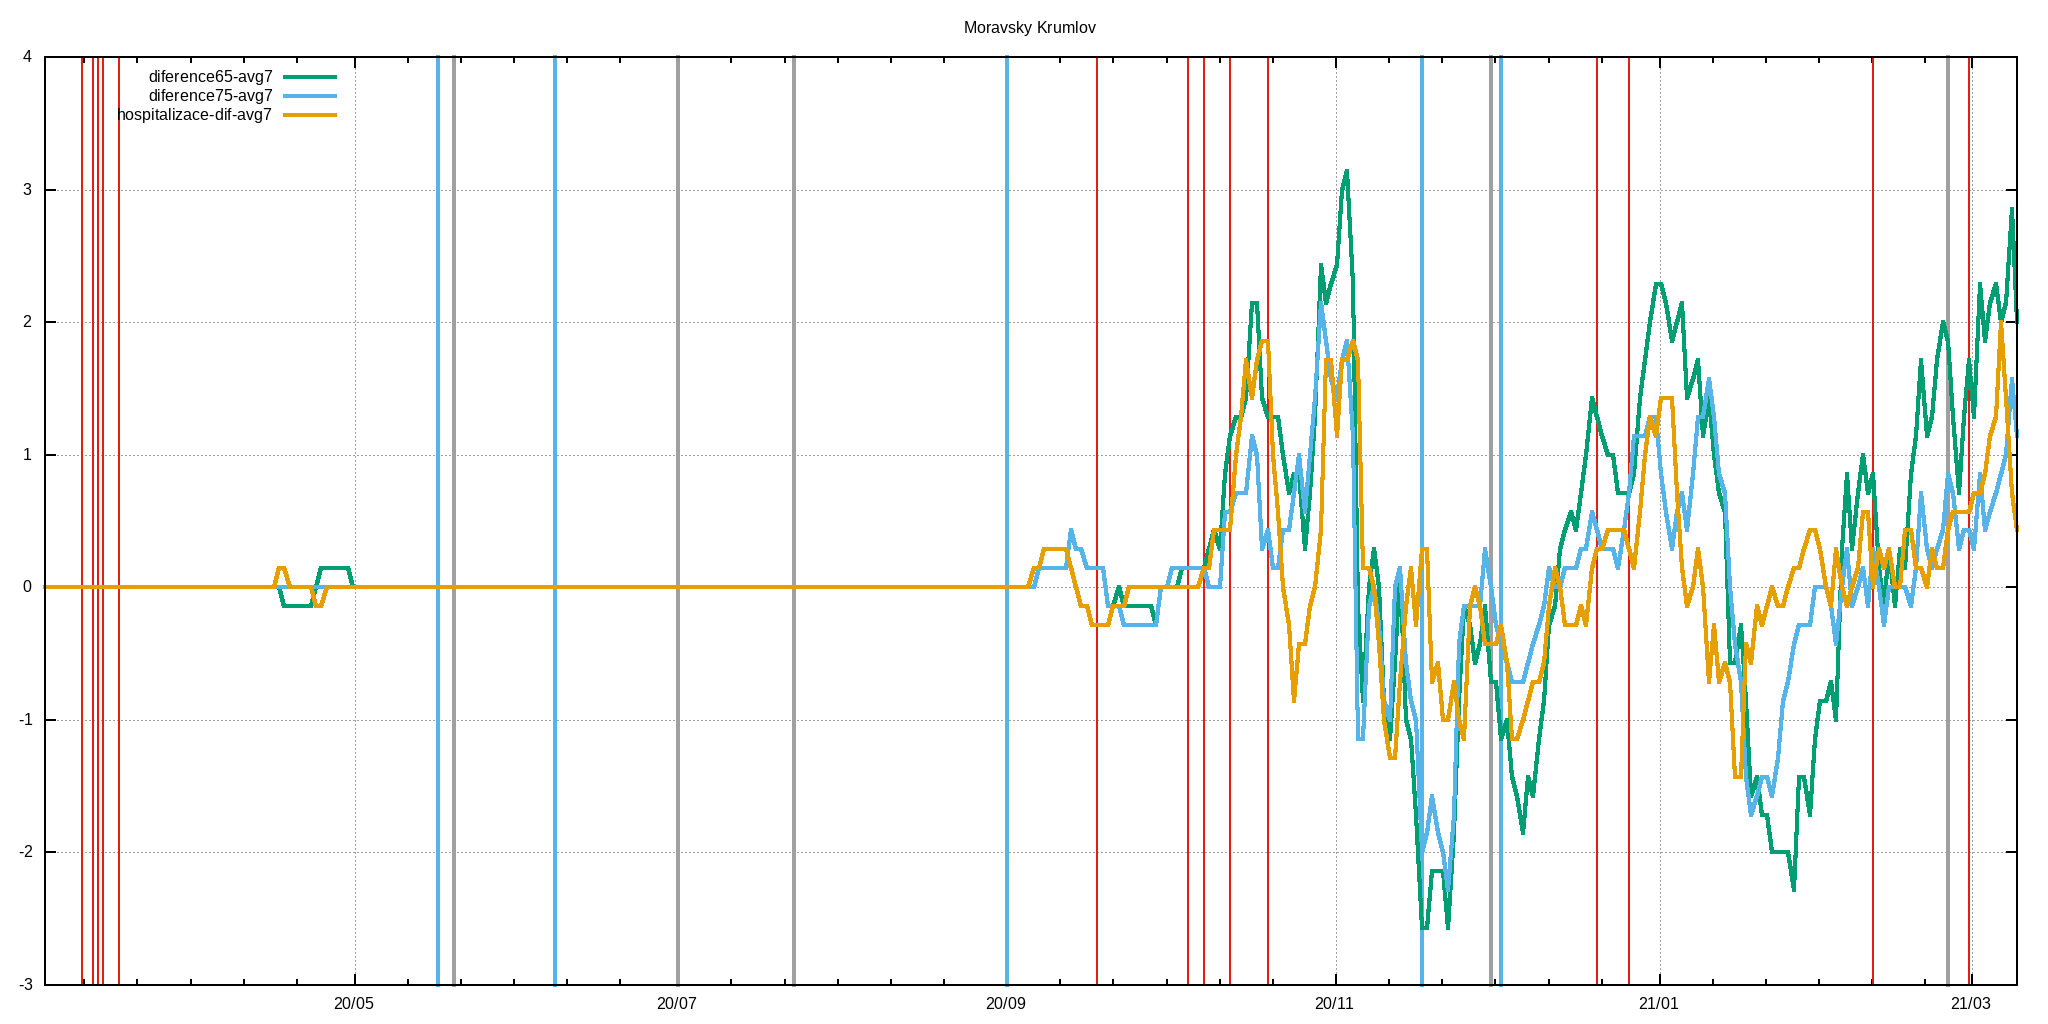 Moravsky Krumlov
4
diference65-avg7
diference75-avg7
hospitalizace-dif-avg7
3
2
1
0
-1
-2
-3
20/05 20/07 20/09 20/11 21/01 21/03